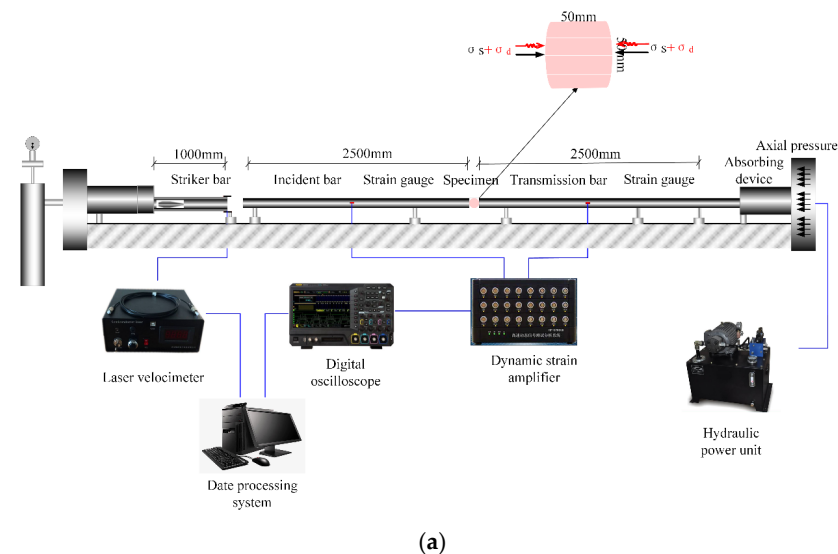 50mm
σ s+σ d
50mm
σ s+σ d
1000mm
2500mm
2500mm
Axial pressure
Striker bar
Incident bar
Strain gauge
Specimen
Transmission bar
Strain gauge
Absorbing
device
Laser velocimeter
Digital
oscilloscope
Dynamic strain
amplifier
Hydraulic
power unit
Date processing
system
(a)